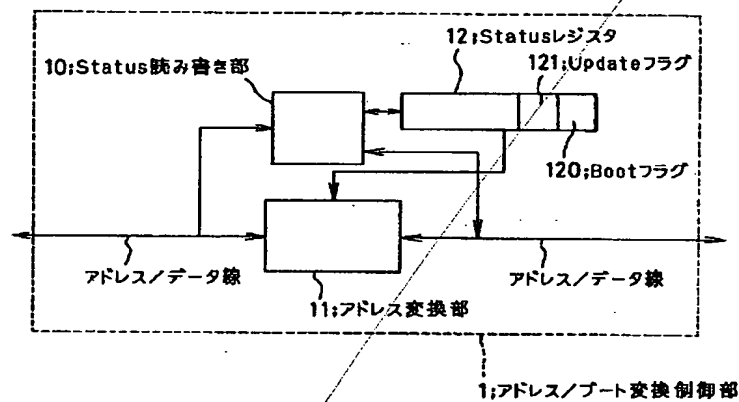 12;Statusレジスタ
10;Status読み書き部
121;Updateフラグ
120;Bootフラグ
アドレス/データ線
アドレス/データ線
11;アドレス変換部
1;アドレス/ブート変換制御部